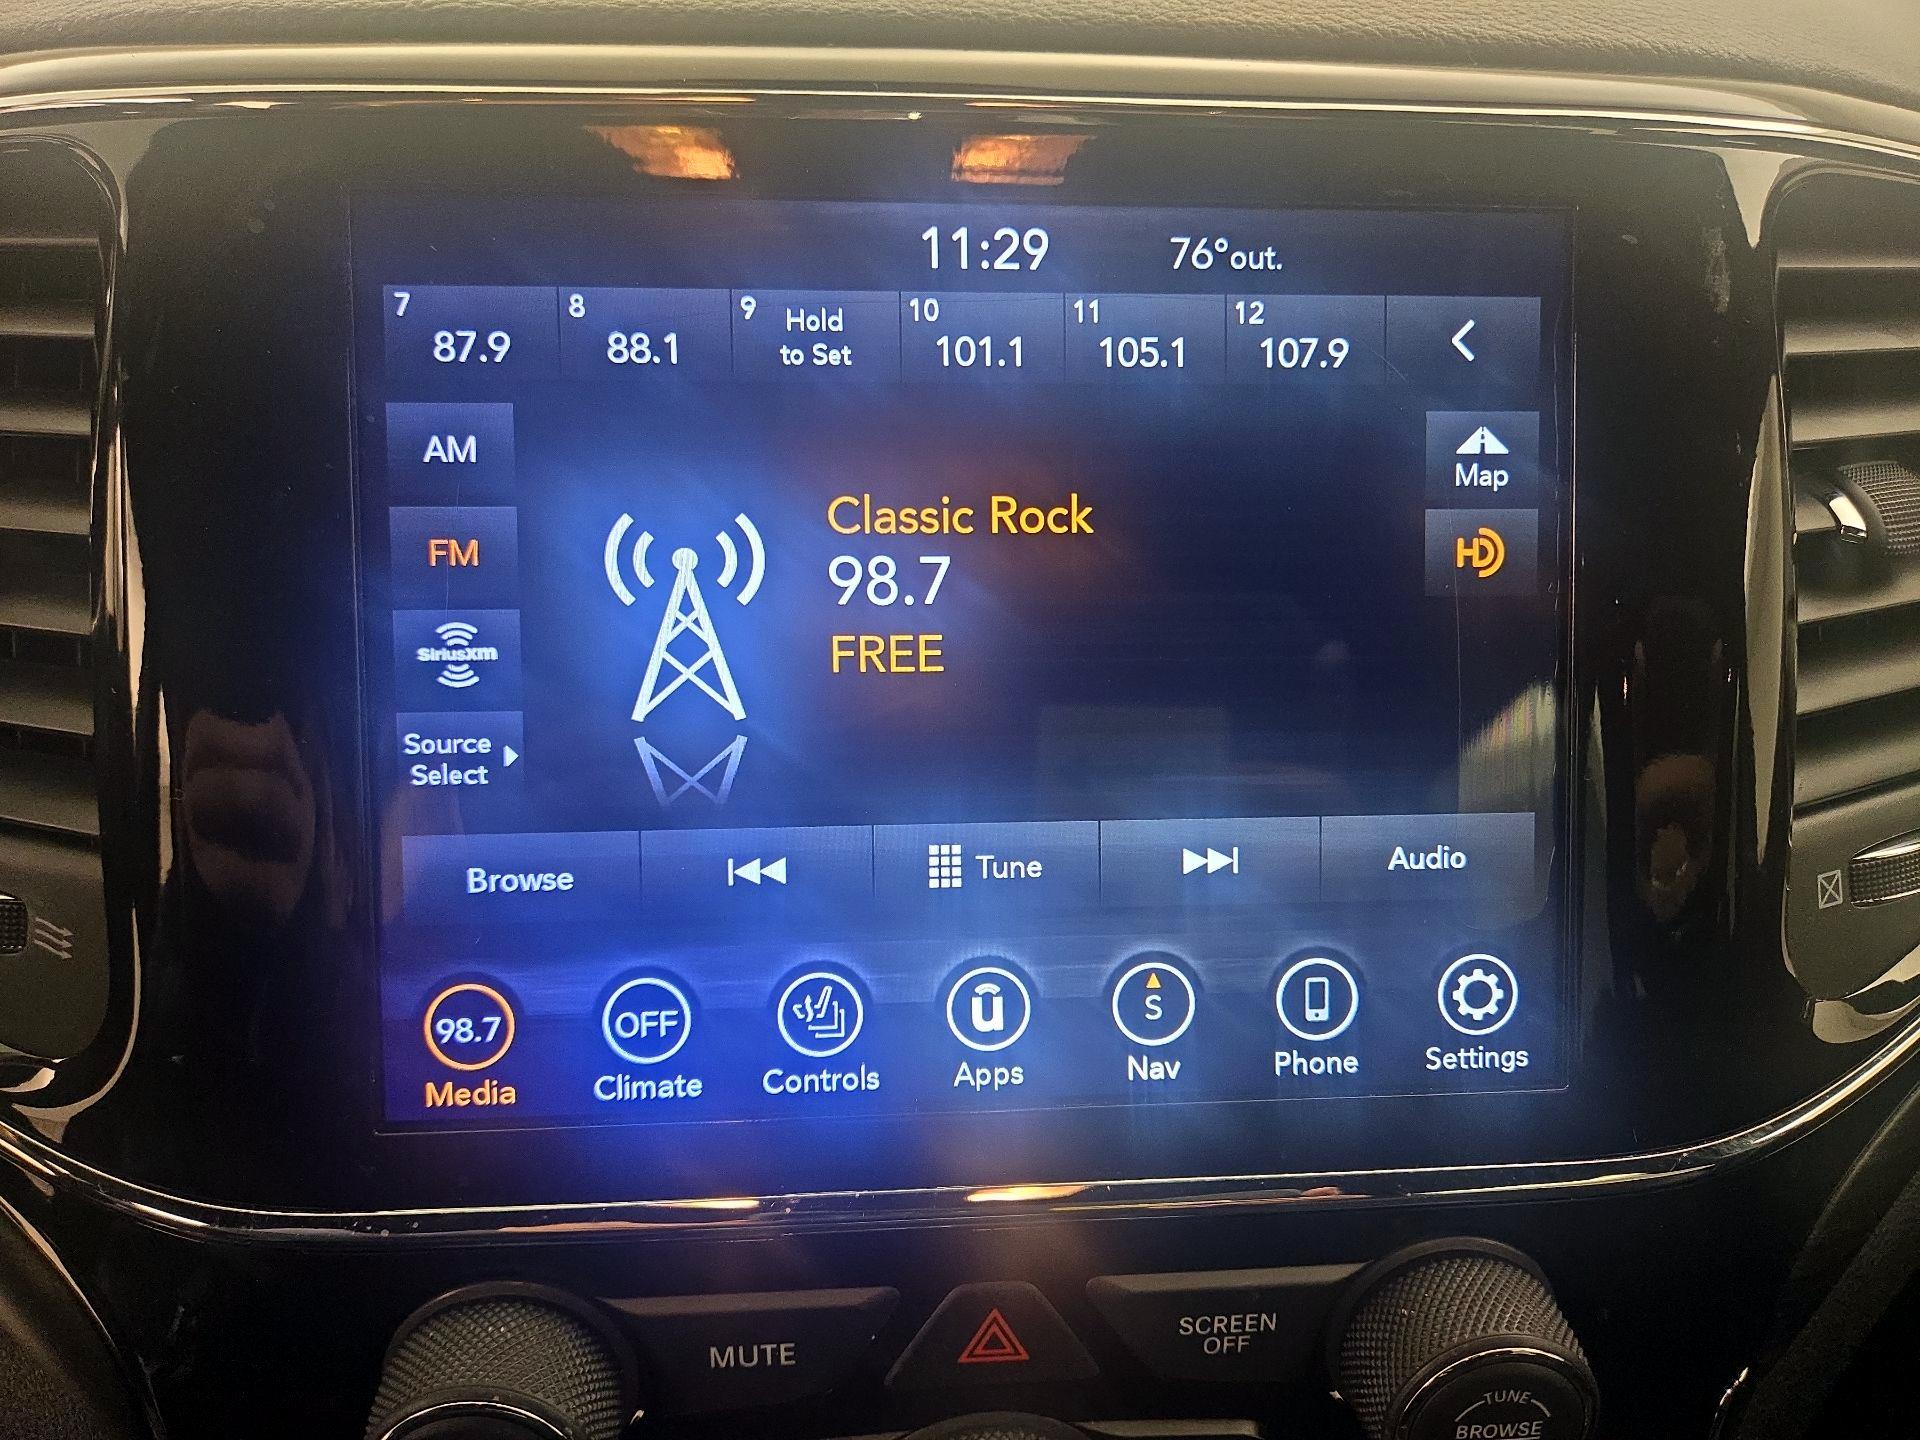 11:29 76°out.
7 87.9
8 88.1
9 Hold
to Set
10 101.1
11 105.1
12 107.9
AM
FM
SiriusXM
Source
Select
Classic Rock
98.7
FREE
Map
HD
Browse
Tune
Audio
98.7
Media
OFF
Climate
Controls
û
Apps
S
Nav
Phone
Settings
MUTE
SCREEN
OFF
TUNE
BROWSE